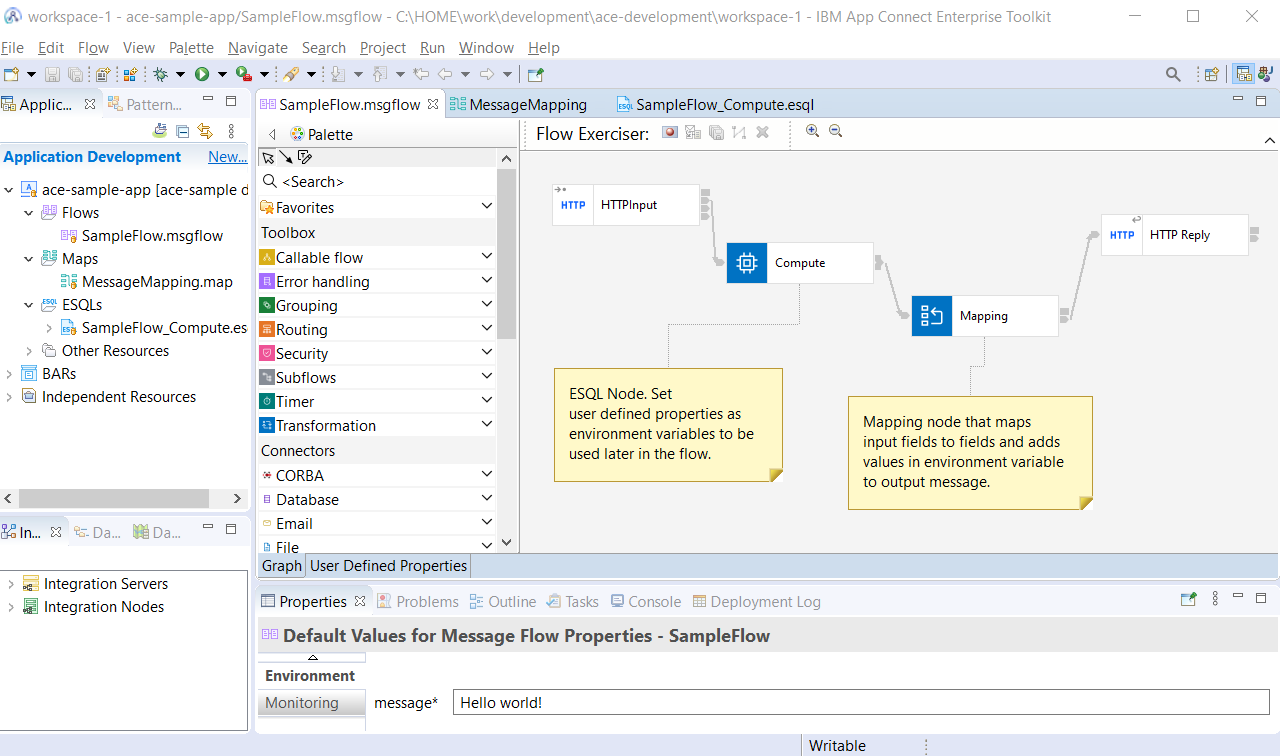 workspace-1 - ace-sample-app/SampleFlow.msgflow - C:\HOME\work\development\ace-development\workspace-1 - IBM App Connect Enterprise Toolkit
File Edit Flow View Palette Navigate Search Project Run Window Help
Applic...
Pattern...
Application Development New...
ace-sample-app [ace-sample d
Flows
SampleFlow.msgflow
Maps
MessageMapping.map
ESQLs
SampleFlow_Compute.es
Other Resources
BARs
Independent Resources
In... Da... Da...
Integration Servers
Integration Nodes
SampleFlow.msgflow MessageMapping SampleFlow_Compute.esql
Palette
<Search>
Favorites
Toolbox
Callable flow
Error handling
Grouping
Routing
Security
Subflows
Timer
Transformation
Connectors
CORBA
Database
Email
File
Flow Exerciser:
HTTP HTTPInput
Compute
Mapping
HTTP HTTP Reply
ESQL Node. Set
user defined properties as
environment variables to be
used later in the flow.
Mapping node that maps
input fields to fields and adds
values in environment variable
to output message.
Graph User Defined Properties
Properties Problems Outline Tasks Console Deployment Log
Default Values for Message Flow Properties - SampleFlow
Environment
Monitoring
message* Hello world!
Writable